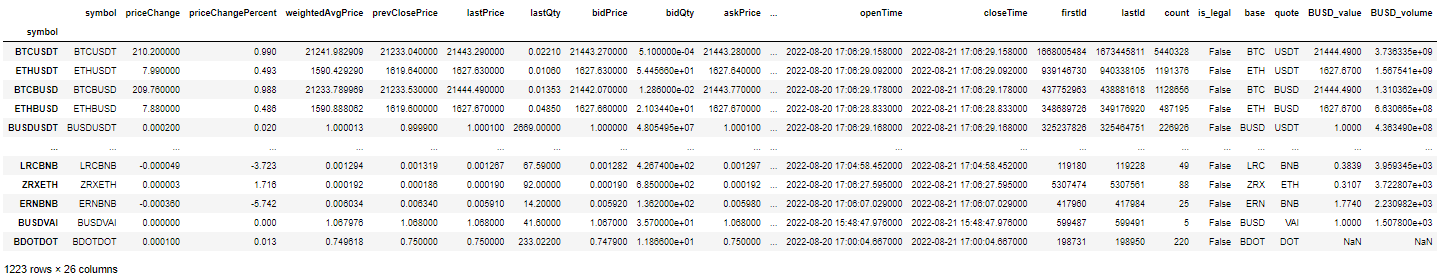 symbol priceChange priceChangePercent weightedAvgPrice prevClosePrice lastPrice lastQty bidPrice bidQty askPrice ... openTime closeTime firstId lastId count is_legal base quote BUSD_value BUSD_volume
symbol
BTCUSDT BTCUSDT 210.200000 0.990 21241.982909 21233.040000 21443.290000 0.02210 21443.270000 5.100000e-04 21443.280000 ... 2022-08-20 17:06:29.158000 2022-08-21 17:06:29.158000 1668005484 1673445811 5440328 False BTC USDT 21444.4900 3.736335e+09
ETHUSDT ETHUSDT 7.990000 0.493 1590.429290 1619.640000 1627.630000 0.01060 1627.630000 5.445660e+01 1627.640000 ... 2022-08-20 17:06:29.092000 2022-08-21 17:06:29.092000 939146730 940338105 1191376 False ETH USDT 1627.6700 1.567541e+09
BTCBUSD BTCBUSD 209.760000 0.988 21233.789969 21233.530000 21444.490000 0.01353 21442.070000 1.286000e-02 21443.770000 ... 2022-08-20 17:06:29.178000 2022-08-21 17:06:29.178000 437752963 438881618 1128656 False BTC BUSD 21444.4900 1.310362e+09
ETHBUSD ETHBUSD 7.880000 0.486 1590.888062 1619.600000 1627.670000 0.04850 1627.660000 2.103440e+01 1627.670000 ... 2022-08-20 17:06:28.833000 2022-08-21 17:06:28.833000 348689726 349176920 487195 False ETH BUSD 1627.6700 6.630665e+08
BUSDUSDT BUSDUSDT 0.000200 0.020 1.000013 0.999900 1.000100 2669.00000 1.000000 4.805495e+07 1.000100 ... 2022-08-20 17:06:29.168000 2022-08-21 17:06:29.168000 325237826 325464751 226926 False BUSD USDT 1.0000 4.363490e+08
... ... ... ... ... ... ... ... ... ... ... ... ... ... ... ... ... ... ... ... ... ...
LRCBNB LRCBNB -0.000049 -3.723 0.001294 0.001319 0.001267 67.59000 0.001282 4.267400e+02 0.001297 ... 2022-08-20 17:04:58.452000 2022-08-21 17:04:58.452000 119180 119228 49 False LRC BNB 0.3839 3.959345e+03
ZRXETH ZRXETH 0.000003 1.716 0.000192 0.000186 0.000190 92.00000 0.000190 6.850000e+02 0.000192 ... 2022-08-20 17:06:27.595000 2022-08-21 17:06:27.595000 5307474 5307561 88 False ZRX ETH 0.3107 3.722807e+03
ERNBNB ERNBNB -0.000360 -5.742 0.006034 0.006340 0.005910 14.20000 0.005920 1.362000e+02 0.005980 ... 2022-08-20 17:06:07.029000 2022-08-21 17:06:07.029000 417960 417984 25 False ERN BNB 1.7740 2.230982e+03
BUSDVAI BUSDVAI 0.000000 0.000 1.067976 1.068000 1.068000 41.60000 1.067000 3.570000e+01 1.068000 ... 2022-08-20 15:48:47.976000 2022-08-21 15:48:47.976000 599487 599491 5 False BUSD VAI 1.0000 1.507800e+03
BDOTDOT BDOTDOT 0.000100 0.013 0.749618 0.750000 0.750000 233.02200 0.747900 1.186600e+01 0.750000 ... 2022-08-20 17:00:04.667000 2022-08-21 17:00:04.667000 198731 198950 220 False BDOT DOT NaN NaN
1223 rows × 26 columns